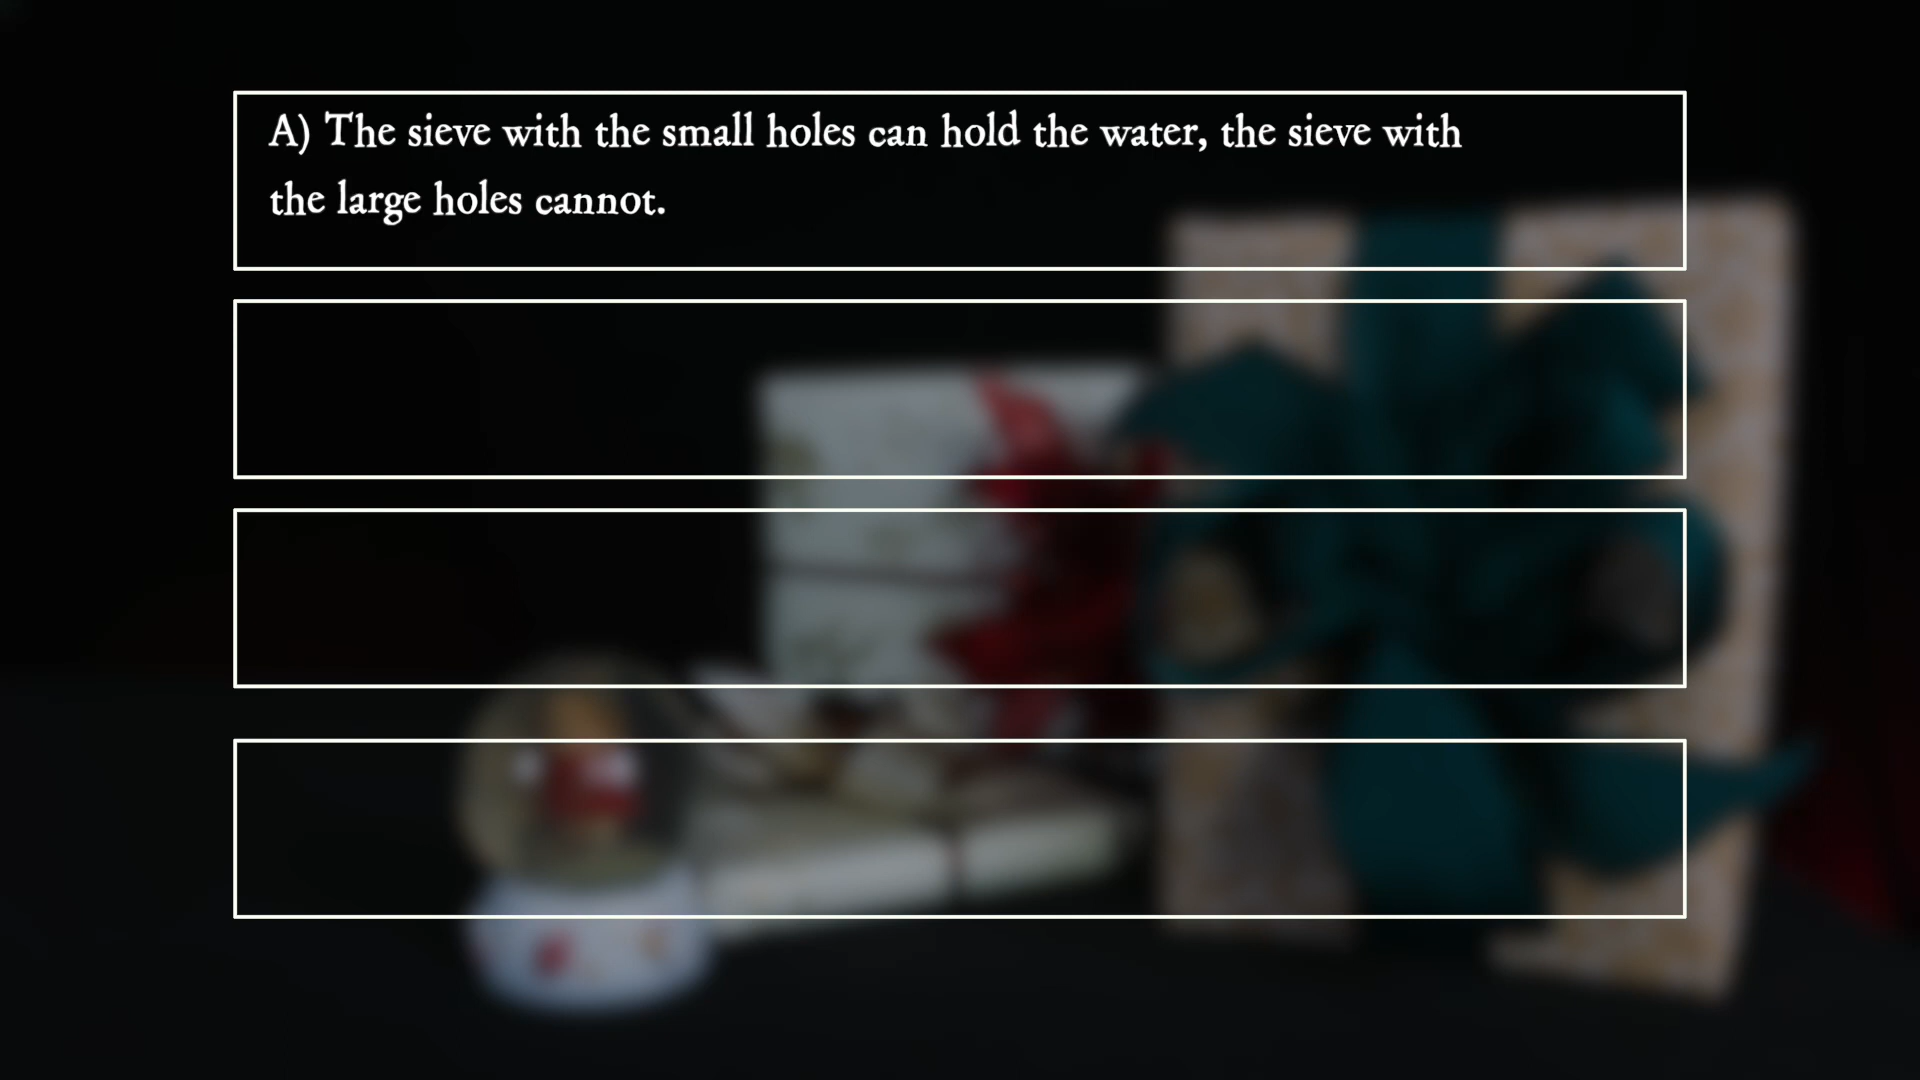 A) The sieve with the small holes can hold the water, the sieve with
the large holes cannot.